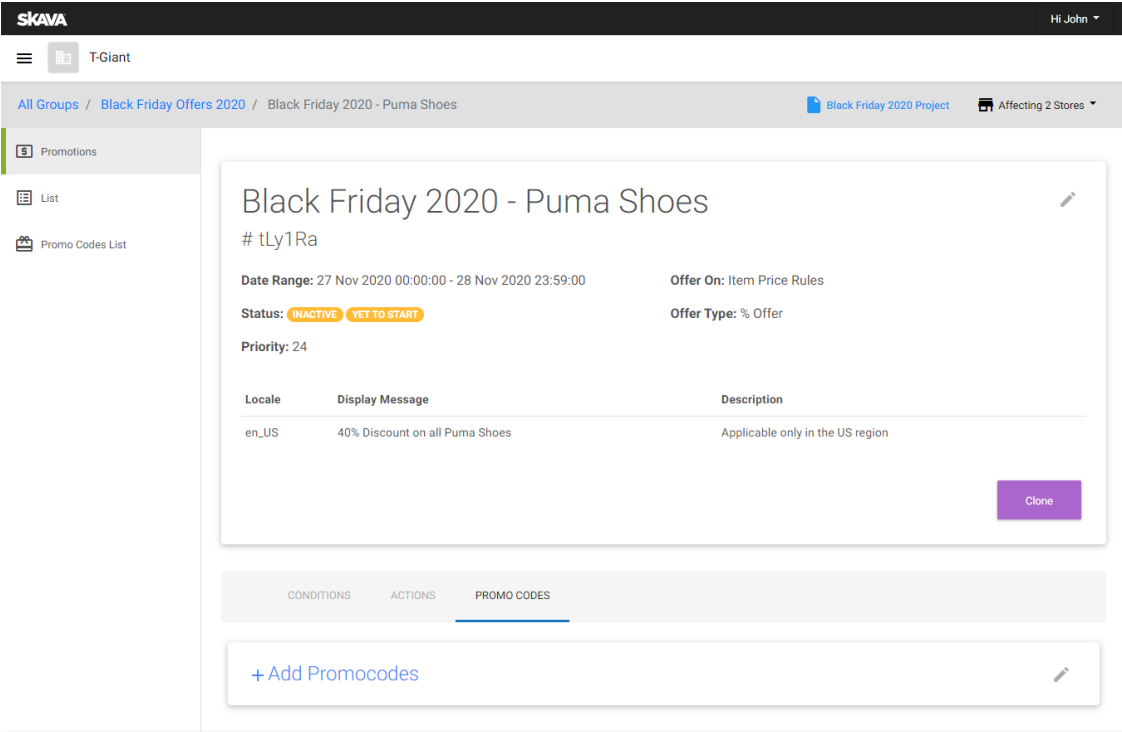 SKAVA
Hi John
T-Giant
All Groups / Black Friday Offers 2020 / Black Friday 2020 - Puma Shoes
Black Friday 2020 Project
Affecting 2 Stores
Promotions
List
Promo Codes List
Black Friday 2020 - Puma Shoes
# tLy1Ra
Date Range: 27 Nov 2020 00:00:00 - 28 Nov 2020 23:59:00
Offer On: Item Price Rules
Status: INACTIVE YET TO START
Offer Type: % Offer
Priority: 24
Locale Display Message Description
en_US 40% Discount on all Puma Shoes Applicable only in the US region
Clone
CONDITIONS ACTIONS PROMO CODES
+ Add Promocodes